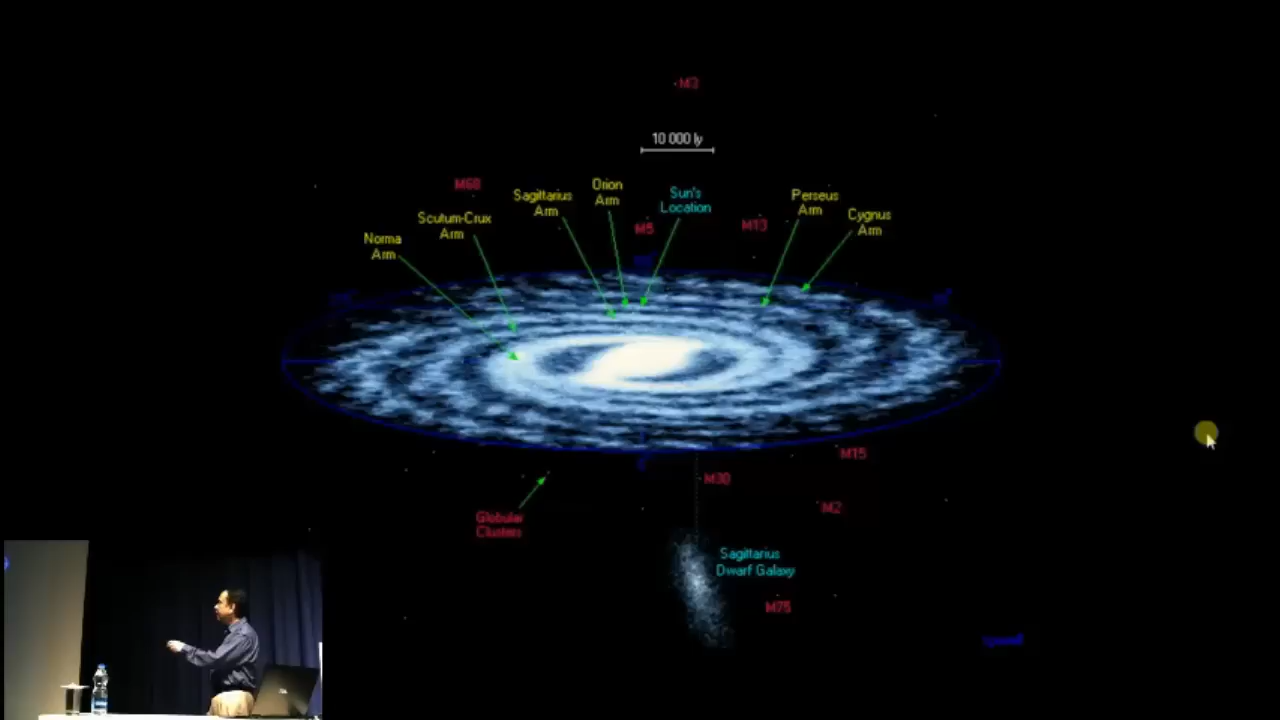 M3
10 000 ly
M68
Sagittarius
Arm
Orion
Arm
Sun's
Location
Perseus
Arm
Cygnus
Arm
Scutum-Crux
Arm
M5
M13
Norma
Arm
M15
M30
M2
Globular
Clusters
Sagittarius
Dwarf Galaxy
M75
speed